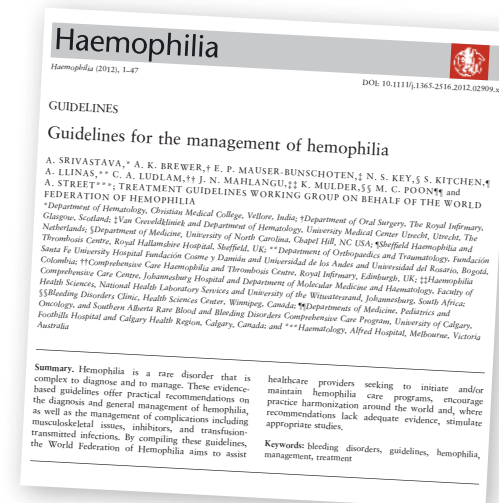 Haemophilia
Haemophilia (2012), 1–47
DOI: 10.1111/j.1365-2516.2012.02909.x
GUIDELINES
Guidelines for the management of hemophilia
A. SRIVASTAVA,* A. K. BREWER,† E. P. MAUSER-BUNSCHOTEN,‡ N. S. KEY,§ S. KITCHEN,¶
A. LLINAS,** C. A. LUDLAM,†† J. N. MAHLANGU,‡‡ K. MULDER,§§ M. C. POON¶¶ and
A. STREET***; TREATMENT GUIDELINES WORKING GROUP ON BEHALF OF THE WORLD
FEDERATION OF HEMOPHILIA
*Department of Hematology, Christian Medical College, Vellore, India; †Department of Oral Surgery, The Royal Infirmary,
Glasgow, Scotland; ‡Van Creveldkliniek and Department of Hematology, University Medical Center Utrecht, Utrecht, The
Netherlands; §Department of Medicine, University of North Carolina, Chapel Hill, NC USA; ¶Sheffield Haemophilia and
Thrombosis Centre, Royal Hallamshire Hospital, Sheffield, UK; **Department of Orthopaedics and Traumatology, Fundación
Santa Fe University Hospital Fundación Cosme y Damián and Universidad de los Andes and Universidad del Rosario, Bogotá,
Colombia; ††Comprehensive Care Haemophilia and Thrombosis Centre, Royal Infirmary, Edinburgh, UK; ‡‡Haemophilia
Comprehensive Care Centre, Johannesburg Hospital and Department of Molecular Medicine and Haematology, Faculty of
Health Sciences, National Health Laboratory Services and University of the Witwatersrand, Johannesburg, South Africa;
§§Bleeding Disorders Clinic, Health Sciences Center, Winnipeg, Canada; ¶¶Departments of Medicine, Pediatrics and
Oncology, and Southern Alberta Rare Blood and Bleeding Disorders Comprehensive Care Program, University of Calgary,
Foothills Hospital and Calgary Health Region, Calgary, Canada; and ***Haematology, Alfred Hospital, Melbourne, Victoria
Australia
Summary. Hemophilia is a rare disorder that is
complex to diagnose and to manage. These evidence-
based guidelines offer practical recommendations on
the diagnosis and general management of hemophilia,
as well as the management of complications including
musculoskeletal issues, inhibitors, and transfusion-
transmitted infections. By compiling these guidelines,
the World Federation of Hemophilia aims to assist
healthcare providers seeking to initiate and/or
maintain hemophilia care programs, encourage
practice harmonization around the world and, where
recommendations lack adequate evidence, stimulate
appropriate studies.
Keywords: bleeding disorders, guidelines, hemophilia,
management, treatment